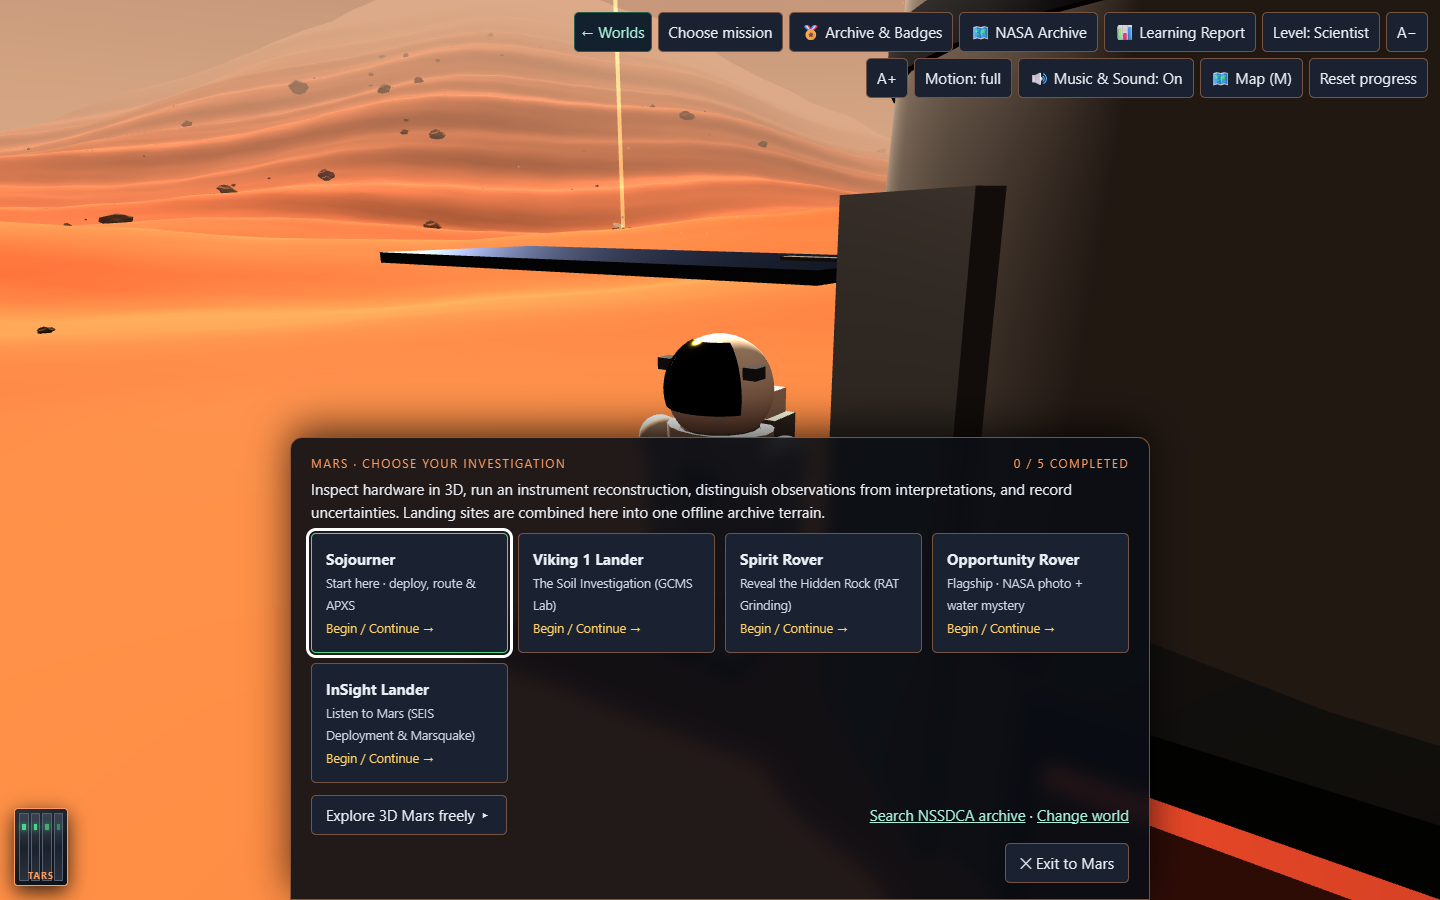 ← Worlds
Choose mission
🏅 Archive & Badges
🗺️ NASA Archive
📊 Learning Report
Level: Scientist
A−
A+
Motion: full
🔊 Music & Sound: On
🗺️ Map (M)
Reset progress
MARS · CHOOSE YOUR INVESTIGATION
0 / 5 COMPLETED
Inspect hardware in 3D, run an instrument reconstruction, distinguish observations from interpretations, and record
uncertainties. Landing sites are combined here into one offline archive terrain.
Sojourner
Start here · deploy, route &
APXS
Begin / Continue →
Viking 1 Lander
The Soil Investigation (GCMS
Lab)
Begin / Continue →
Spirit Rover
Reveal the Hidden Rock (RAT
Grinding)
Begin / Continue →
Opportunity Rover
Flagship · NASA photo +
water mystery
Begin / Continue →
InSight Lander
Listen to Mars (SEIS
Deployment & Marsquake)
Begin / Continue →
Explore 3D Mars freely ‣
Search NSSDCA archive · Change world
✕ Exit to Mars
TARS